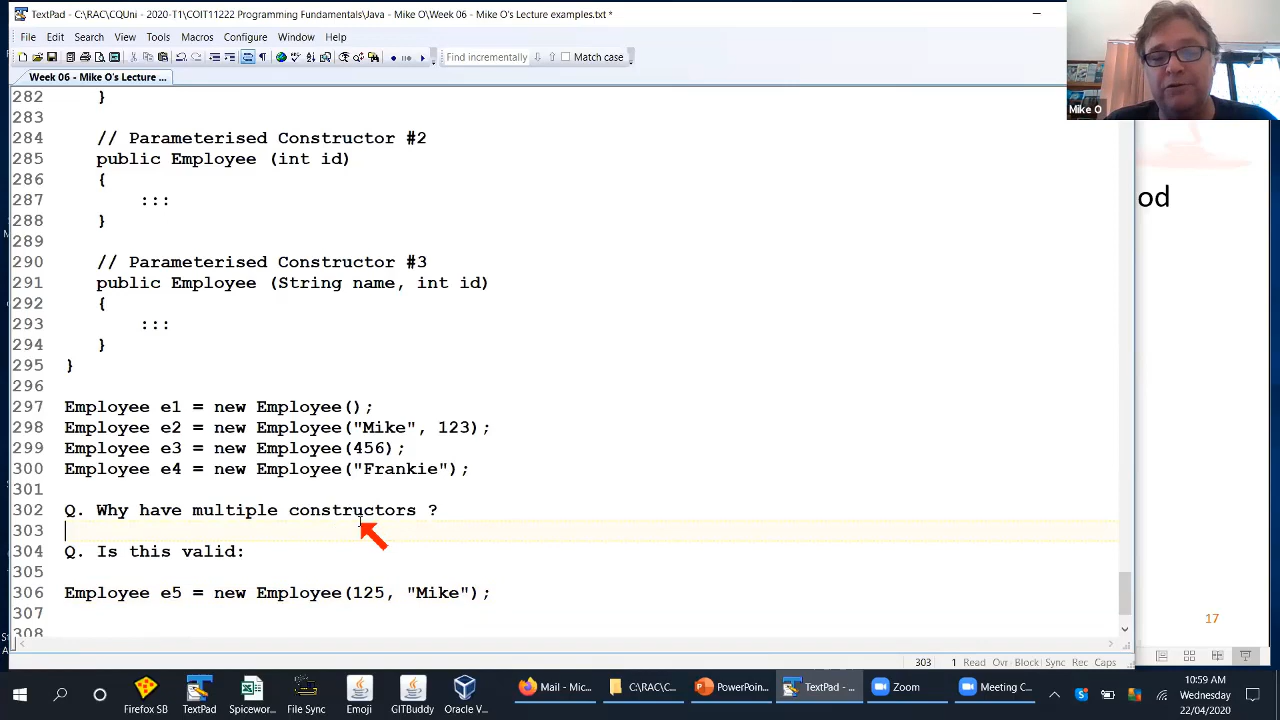 TextPad - C:\RAC\CQUni - 2020-T1\COIT11222 Programming Fundamentals\Java - Mike O\Week 06 - Mike O's Lecture examples.txt *
File Edit Search View Tools Macros Configure Window Help
Find incrementally Match case
Week 06 - Mike O's Lecture ...
Mike O
282 }
283
284 // Parameterised Constructor #2
285 public Employee (int id)
286 {
287 :::
288 }
289
290 // Parameterised Constructor #3
291 public Employee (String name, int id)
292 {
293 :::
294 }
295 }
296
297 Employee e1 = new Employee();
298 Employee e2 = new Employee("Mike", 123);
299 Employee e3 = new Employee(456);
300 Employee e4 = new Employee("Frankie");
301
302 Q. Why have multiple constructors ?
303
304 Q. Is this valid:
305
306 Employee e5 = new Employee(125, "Mike");
307
308
od
17
303 1 Read Ovr Block Sync Rec Caps
Firefox SB TextPad Spicewor... File Sync Emoji GITBuddy Oracle V...
Mail - Mic... C:\RAC\C... PowerPoin... TextPad - ... Zoom Meeting C...
10:59 AM
Wednesday
22/04/2020